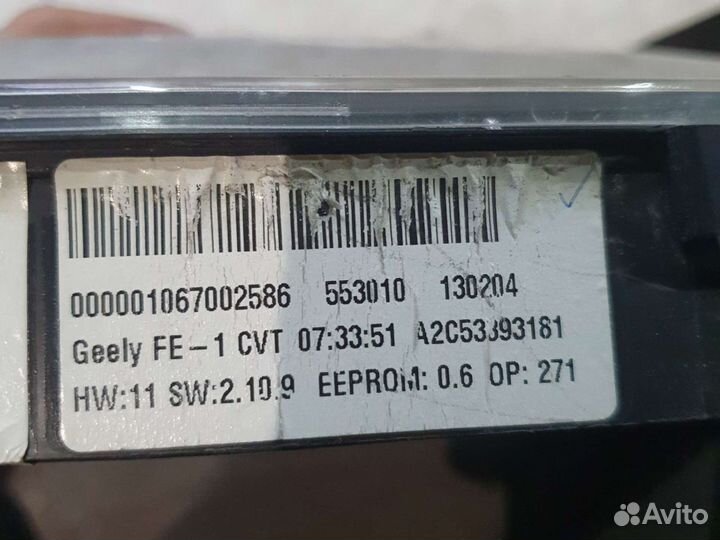 000001067002586 553010 130204
Geely FE-1 CVT 07:33:51 A2C53393181
HW:11 SW:2.10.9 EEPROM: 0.6 OP: 271
Avito